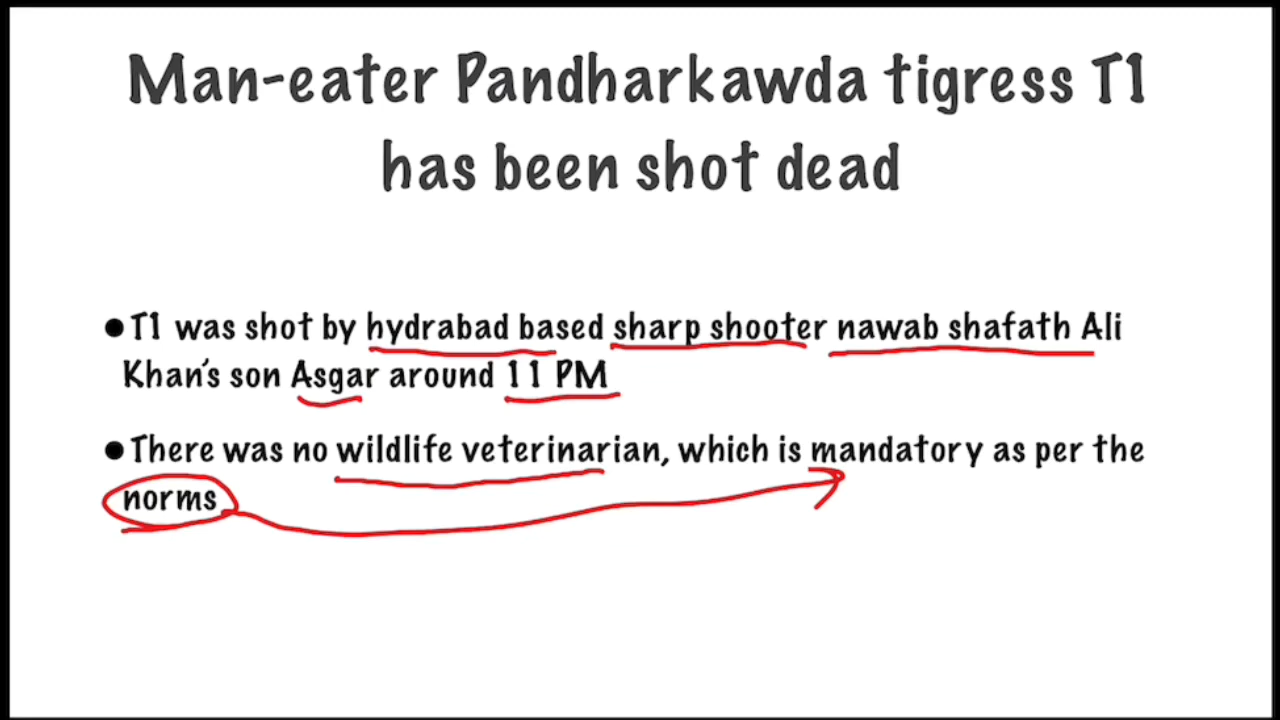 Man-eater Pandharkawda tigress T1
has been shot dead
●T1 was shot by hydrabad based sharp shooter nawab shafath Ali
Khan's son Asgar around 11 PM
●There was no wildlife veterinarian, which is mandatory as per the
norms